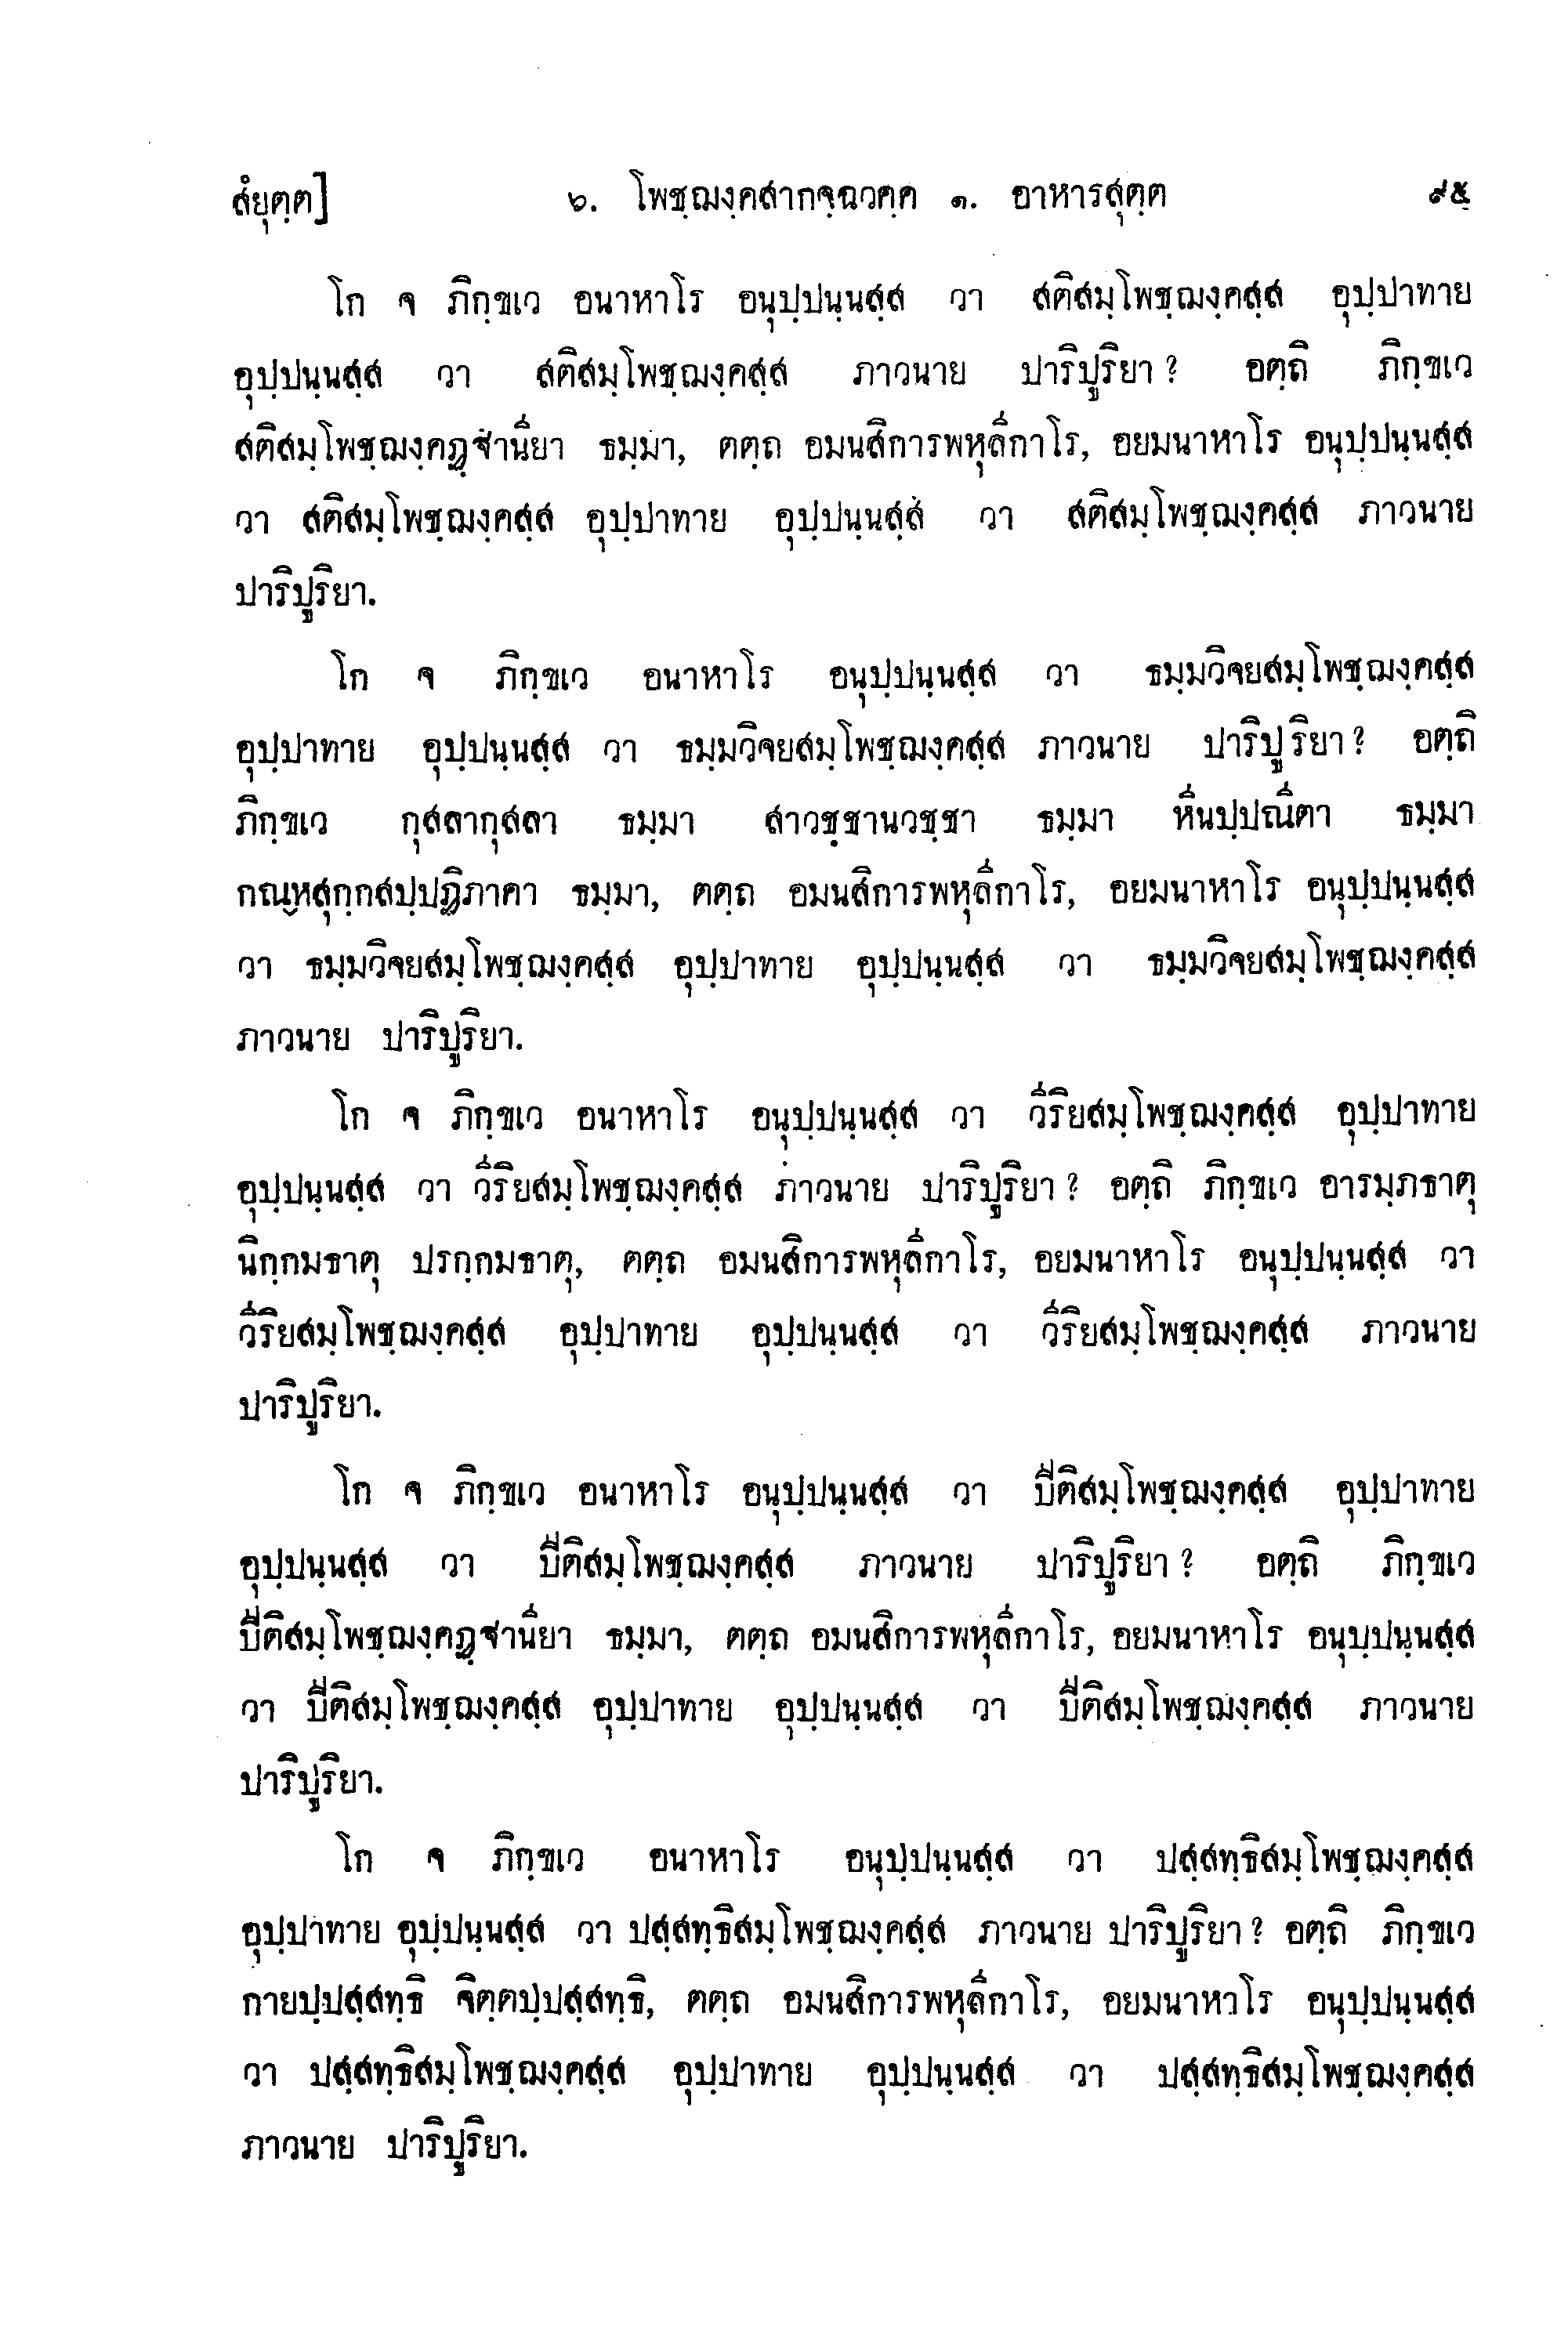 สํยุตฺต]	๖. โพชฺฌงฺคสากจฺฉวคฺค ๑. อาหารสุตฺต	๙๕
โก จ ภิกฺขเว อนาหาโร อนุปฺปนฺนสฺส วา สติสมฺโพชฺฌงฺคสฺส อุปฺปาทาย
อุปฺปนฺนสฺส วา สติสมฺโพชฺฌงฺคสฺส ภาวนาย ปาริปูริยา? อตฺถิ ภิกฺขเว
สติสมฺโพชฺฌงฺคฏฺฐานียา ธมฺมา, ตตฺถ อมนสิการพหุลีกาโร, อยมนาหาโร อนุปฺปนฺนสฺส
วา สติสมฺโพชฺฌงฺคสฺส อุปฺปาทาย อุปฺปนฺนสฺส วา สติสมฺโพชฺฌงฺคสฺส ภาวนาย
ปาริปูริยา.
โก จ ภิกฺขเว อนาหาโร อนุปฺปนฺนสฺส วา ธมฺมวิจยสมฺโพชฺฌงฺคสฺส
อุปฺปาทาย อุปฺปนฺนสฺส วา ธมฺมวิจยสมฺโพชฺฌงฺคสฺส ภาวนาย ปาริปูริยา? อตฺถิ
ภิกฺขเว กุสลากุสลา ธมฺมา สาวชฺชานวชฺชา ธมฺมา หีนปฺปณีตา ธมฺมา
กณฺหสุกฺกสปฺปฏิภาคา ธมฺมา, ตตฺถ อมนสิการพหุลีกาโร, อยมนาหาโร อนุปฺปนฺนสฺส
วา ธมฺมวิจยสมฺโพชฺฌงฺคสฺส อุปฺปาทาย อุปฺปนฺนสฺส วา ธมฺมวิจยสมฺโพชฺฌงฺคสฺส
ภาวนาย ปาริปูริยา.
โก จ ภิกฺขเว อนาหาโร อนุปฺปนฺนสฺส วา วีริยสมฺโพชฺฌงฺคสฺส อุปฺปาทาย
อุปฺปนฺนสฺส วา วีริยสมฺโพชฺฌงฺคสฺส ภาวนาย ปาริปูริยา? อตฺถิ ภิกฺขเว อารมฺภธาตุ
นิกฺกมธาตุ ปรกฺกมธาตุ, ตตฺถ อมนสิการพหุลีกาโร, อยมนาหาโร อนุปฺปนฺนสฺส วา
วีริยสมฺโพชฺฌงฺคสฺส อุปฺปาทาย อุปฺปนฺนสฺส วา วีริยสมฺโพชฺฌงฺคสฺส ภาวนาย
ปาริปูริยา.
โก จ ภิกฺขเว อนาหาโร อนุปฺปนฺนสฺส วา ปีติสมฺโพชฺฌงฺคสฺส อุปฺปาทาย
อุปฺปนฺนสฺส วา ปีติสมฺโพชฺฌงฺคสฺส ภาวนาย ปาริปูริยา? อตฺถิ ภิกฺขเว
ปีติสมฺโพชฺฌงฺคฏฺฐานียา ธมฺมา, ตตฺถ อมนสิการพหุลีกาโร, อยมนาหาโร อนุปฺปนฺนสฺส
วา ปีติสมฺโพชฺฌงฺคสฺส อุปฺปาทาย อุปฺปนฺนสฺส วา ปีติสมฺโพชฺฌงฺคสฺส ภาวนาย
ปาริปูริยา.
โก จ ภิกฺขเว อนาหาโร อนุปฺปนฺนสฺส วา ปสฺสทฺธิสมฺโพชฺฌงฺคสฺส
อุปฺปาทาย อุปฺปนฺนสฺส วา ปสฺสทฺธิสมฺโพชฺฌงฺคสฺส ภาวนาย ปาริปูริยา? อตฺถิ ภิกฺขเว
กายปฺปสฺสทฺธิ จิตฺตปฺปสฺสทฺธิ, ตตฺถ อมนสิการพหุลีกาโร, อยมนาหาโร อนุปฺปนฺนสฺส
วา ปสฺสทฺธิสมฺโพชฺฌงฺคสฺส อุปฺปาทาย อุปฺปนฺนสฺส วา ปสฺสทฺธิสมฺโพชฺฌงฺคสฺส
ภาวนาย ปาริปูริยา.